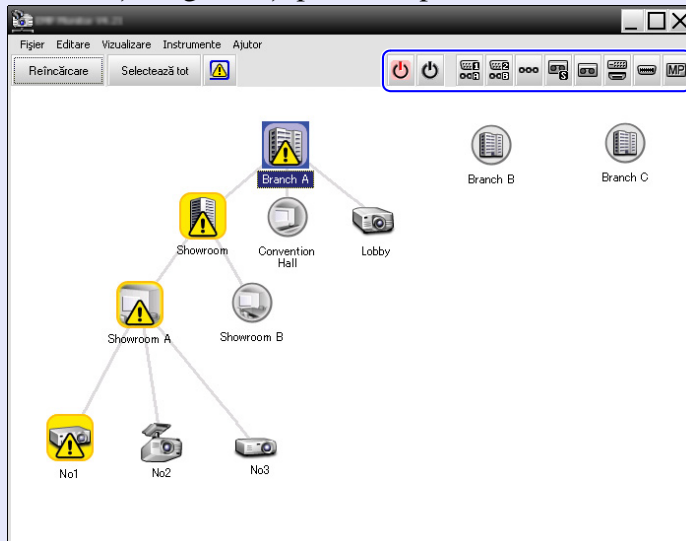 Fișier Editare Vizualizare Instrumente Ajutor
Reîncărcare Selectează tot
MP
Branch A
Branch B
Branch C
Showroom
Convention
Hall
Lobby
Showroom A
Showroom B
No1
No2
No3